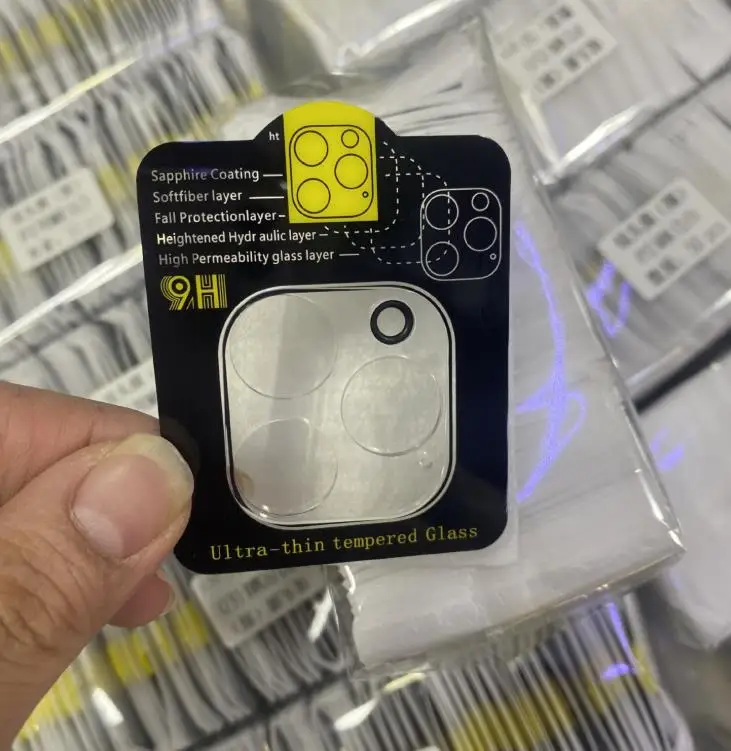 ht
Sapphire Coating
Softfiber layer
Fall Protectionlayer
Heightened Hydr aulic layer
High Permeability glass layer
9H
Ultra-thin tempered Glass